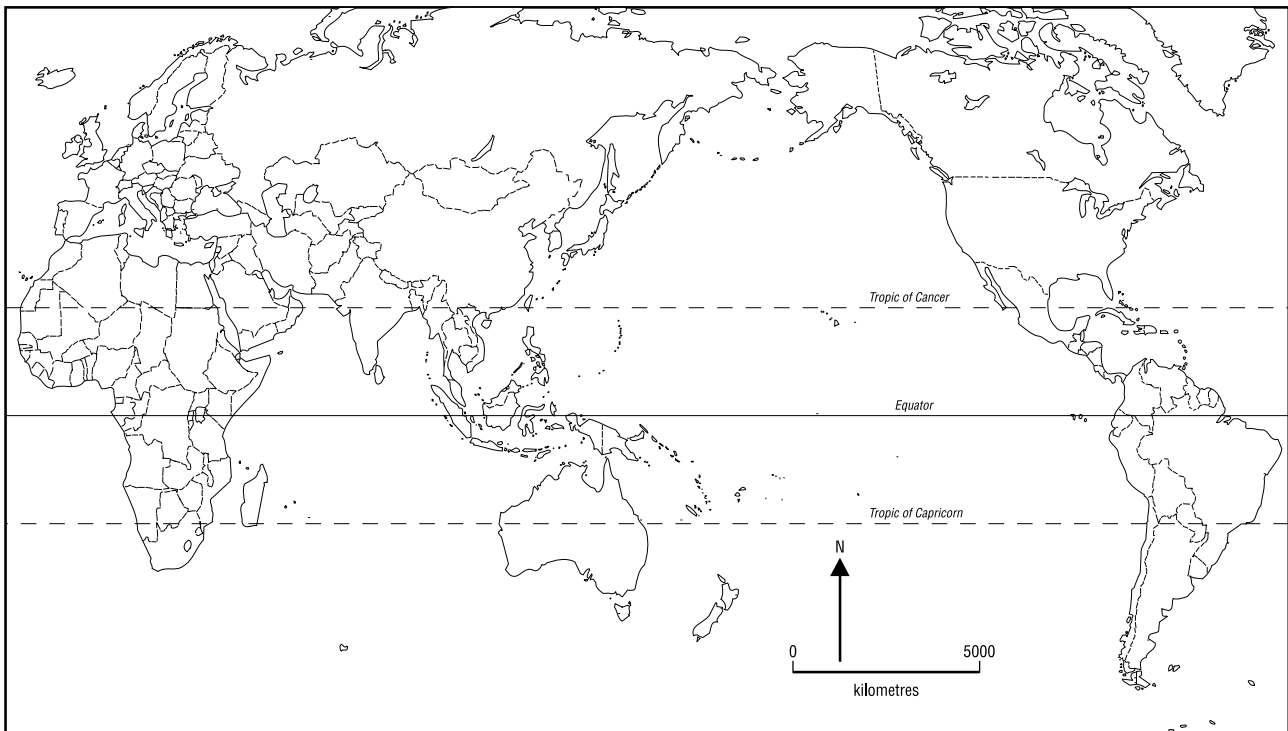 Tropic of Cancer
Equator
Tropic of Capricorn
N
0 5000
kilometres